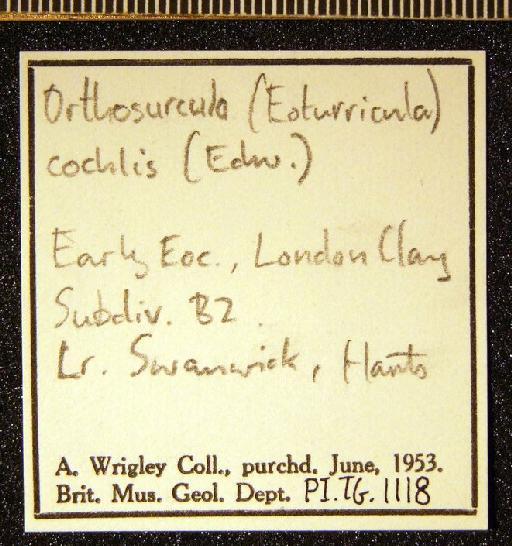 Orthosurcula (Eoturricula)
cochlis (Edw.)
Early Eoc., London Clay
Subdiv. B2.
Lr. Swanwick, Hants
A. Wrigley Coll., purchd. June, 1953.
Brit. Mus. Geol. Dept. PI.TG.1118